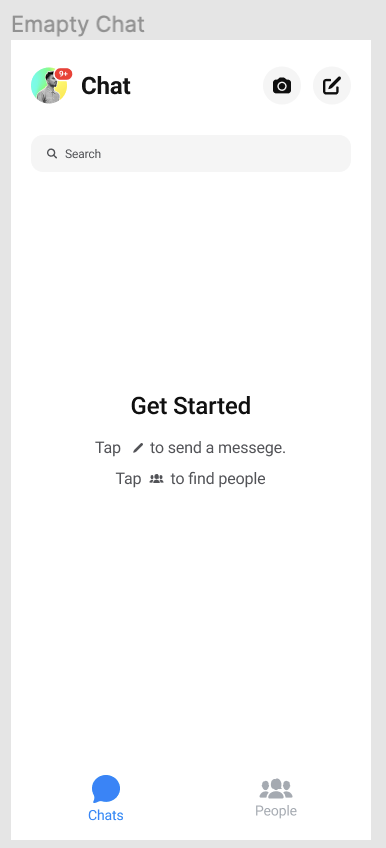 Emapty Chat
9+
Chat
Search
Get Started
Tap to send a messege.
Tap to find people
Chats
People